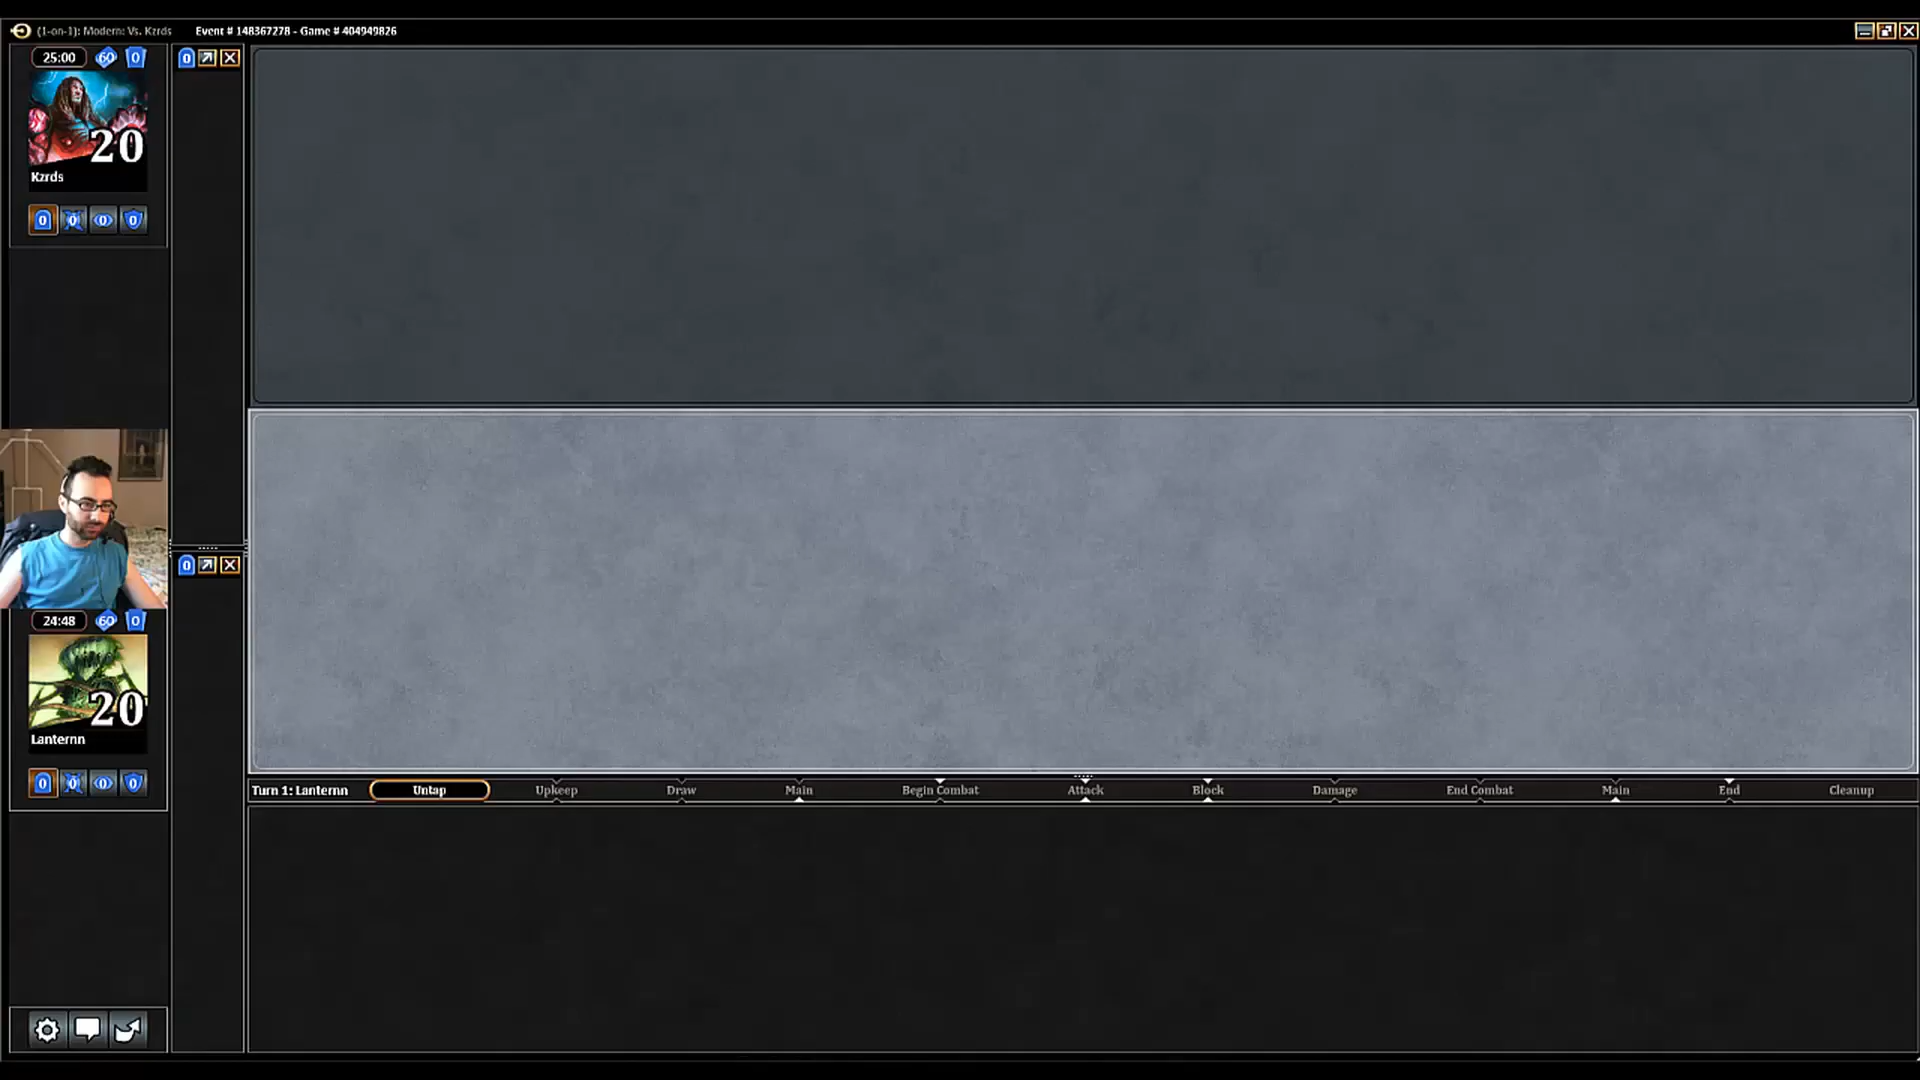 (1-on-1): Modern: Vs. Kzrds Event # 148367278 - Game # 404949826
25:00 60 0
0
20
Kzrds
0 0 0 0
0
24:48 60 0
20
Lanternn
0 0 0 0
Turn 1: Lanternn Untap Upkeep Draw Main Begin Combat Attack Block Damage End Combat Main End Cleanup